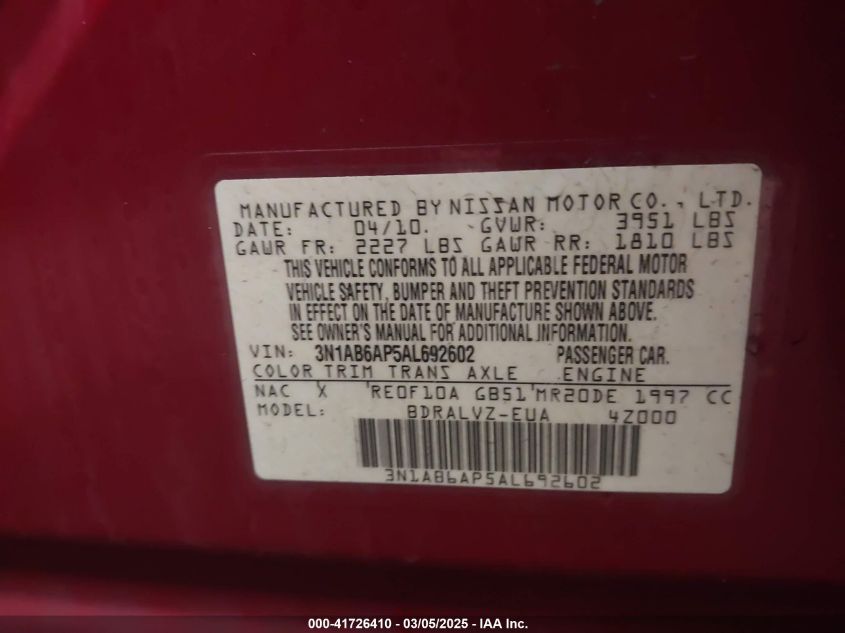 MANUFACTURED BY NISSAN MOTOR CO., LTD.
DATE: 04/10. GVWR: 3951 LBS
GAWR FR: 2227 LBS GAWR RR: 1810 LBS
THIS VEHICLE CONFORMS TO ALL APPLICABLE FEDERAL MOTOR
VEHICLE SAFETY, BUMPER AND THEFT PREVENTION STANDARDS
IN EFFECT ON THE DATE OF MANUFACTURE SHOWN ABOVE.
SEE OWNER'S MANUAL FOR ADDITIONAL INFORMATION.
VIN: 3N1AB6AP5AL692602 PASSENGER CAR.
COLOR TRIM TRANS AXLE ENGINE
NAC X 'RE0F10A GB51'MR20DE 1997 CC
MODEL: BDRALVZ-EUA 4Z000
3N1AB6AP5AL692602
000-41726410 - 03/05/2025 - IAA Inc.